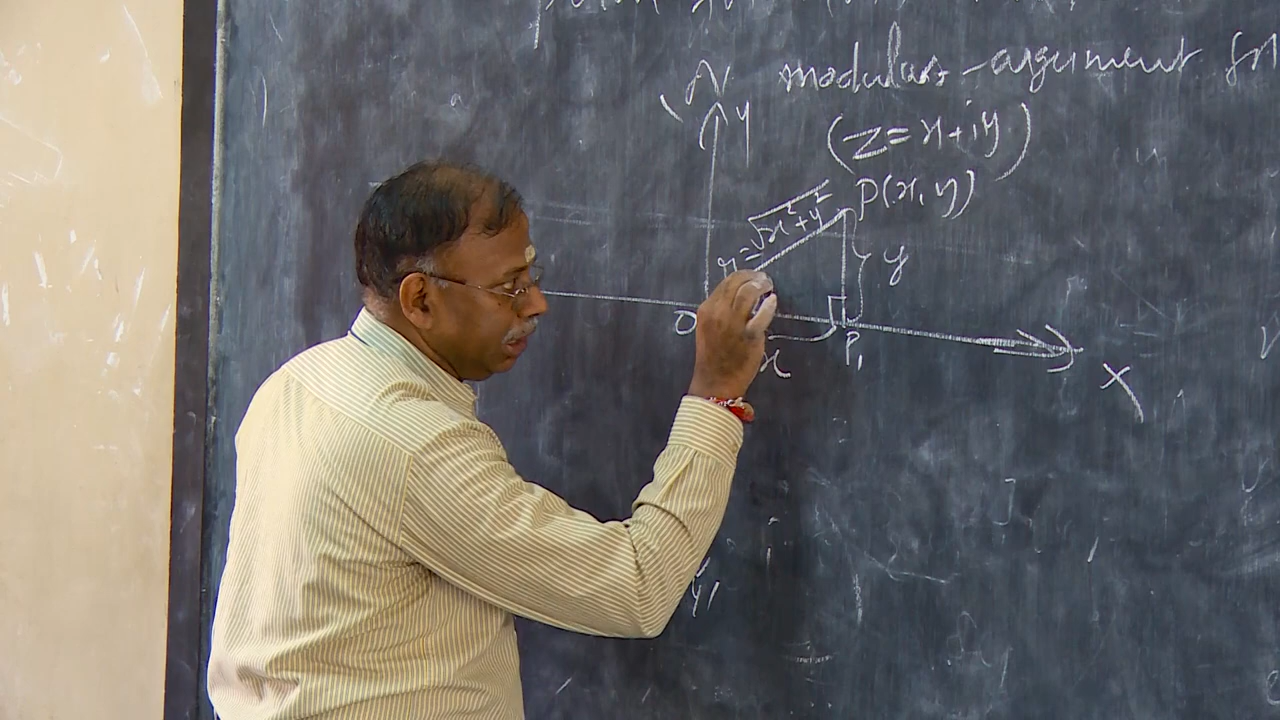 modulus-argument
y
(z=x+iy)
P(x, y)
r=√x²+y²
y
O
x
P₁
X
y'